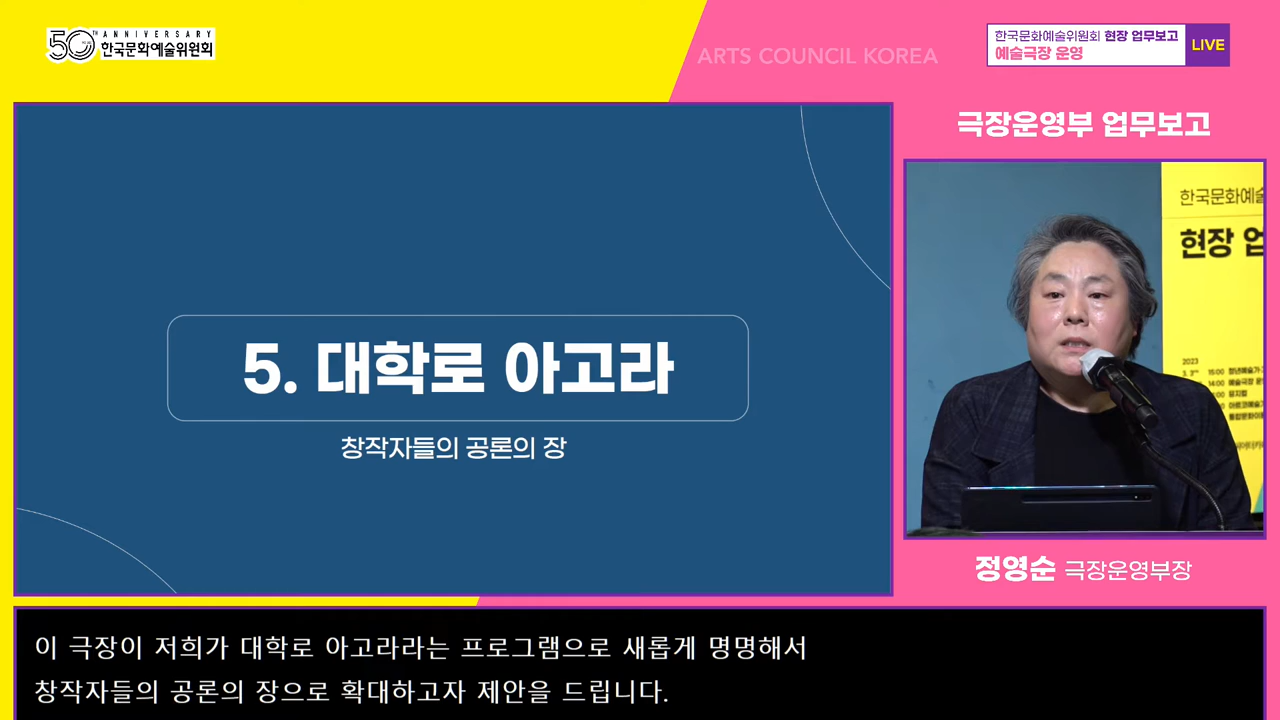 50TH ANNIVERSARY
한국문화예술위원회
ARTS COUNCIL KOREA
한국문화예술위원회 현장 업무보고
예술극장 운영
LIVE
극장운영부 업무보고
5. 대학로 아고라
창작자들의 공론의 장
한국문화예술
현장 업
2023
15:00
14:00
정영순 극장운영부장
이 극장이 저희가 대학로 아고라라는 프로그램으로 새롭게 명명해서
창작자들의 공론의 장으로 확대하고자 제안을 드립니다.